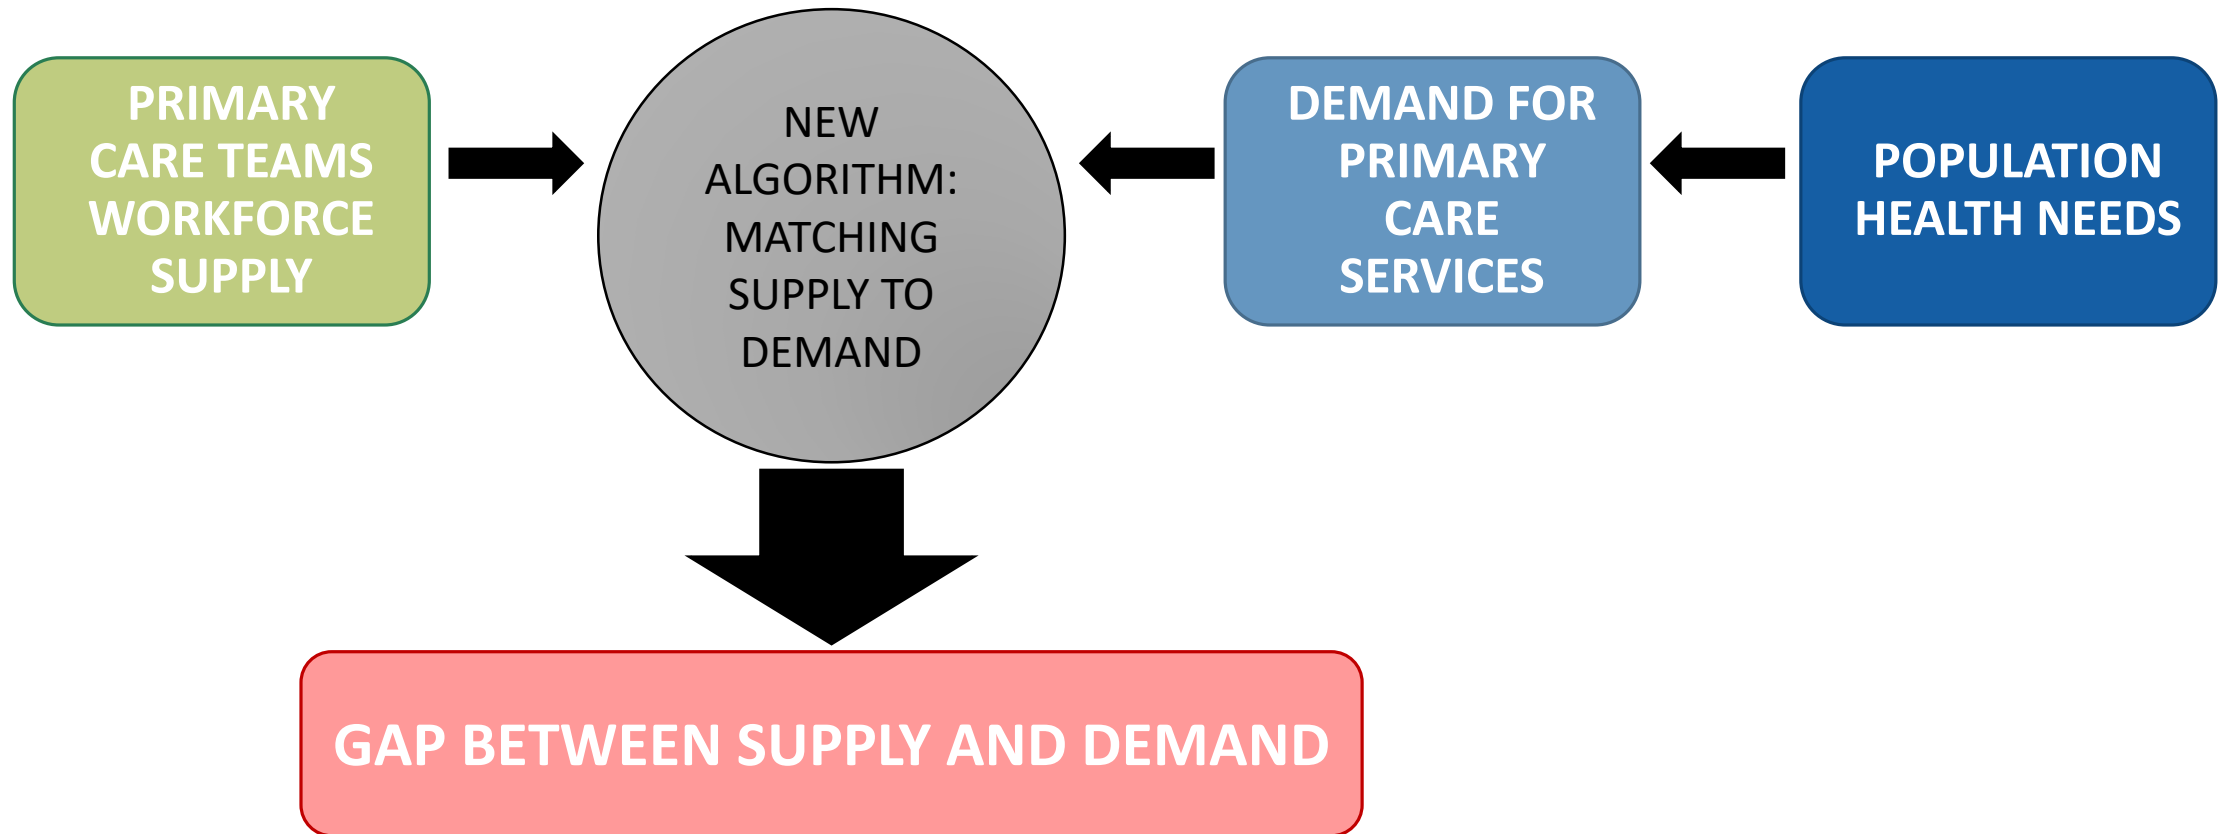 PRIMARY
CARE TEAMS
WORKFORCE
SUPPLY
NEW
ALGORITHM:
MATCHING
SUPPLY TO
DEMAND
DEMAND FOR
PRIMARY
CARE
SERVICES
POPULATION
HEALTH NEEDS
GAP BETWEEN SUPPLY AND DEMAND